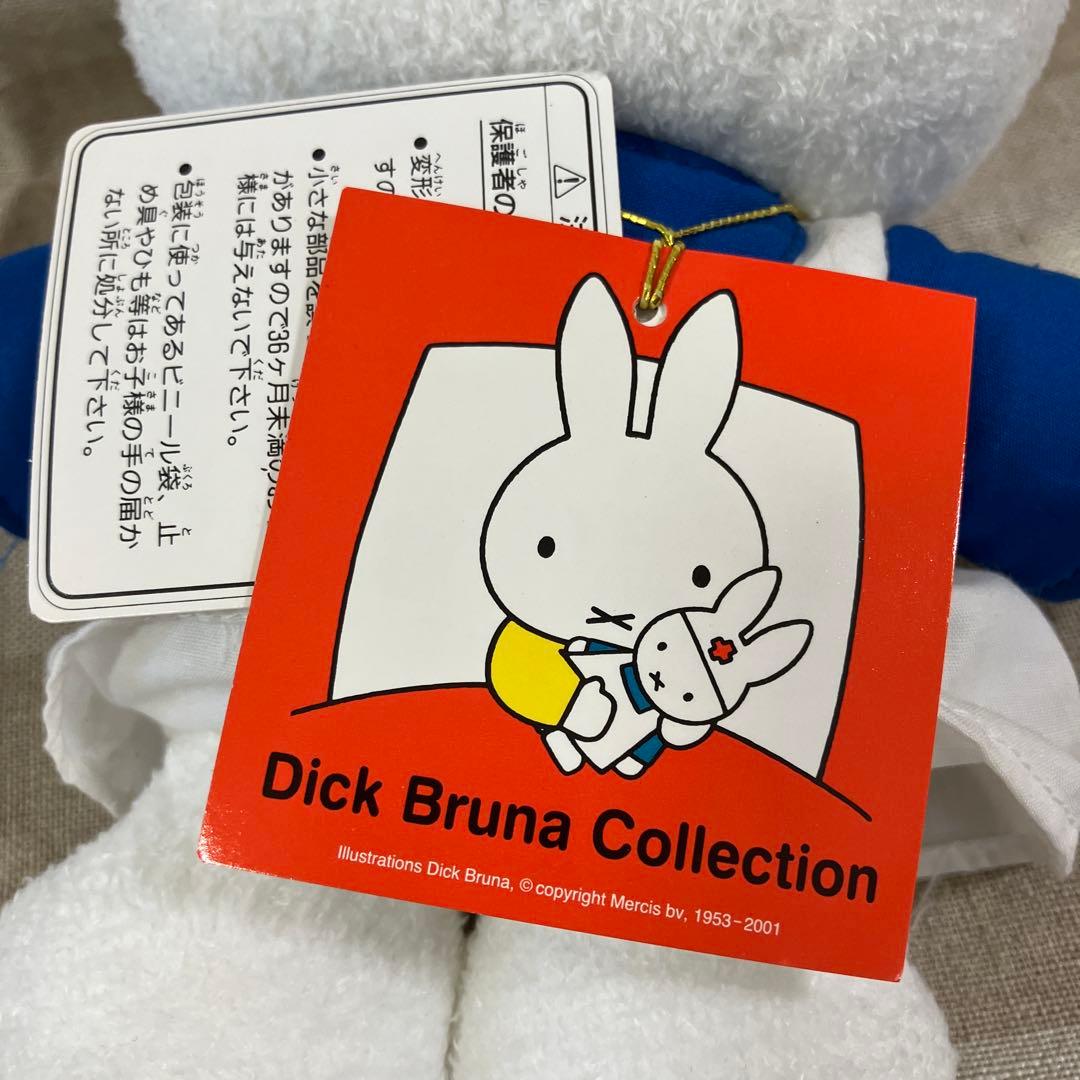 保護者の
変形
すの
小さな部品を
がありますので36ヶ月未満の
様には与えないで下さい。
包装に使ってあるビニール袋、止
め具やひも等はお子様の手の届か
ない所に処分して下さい。
Dick Bruna Collection
Illustrations Dick Bruna, © copyright Mercis bv, 1953-2001